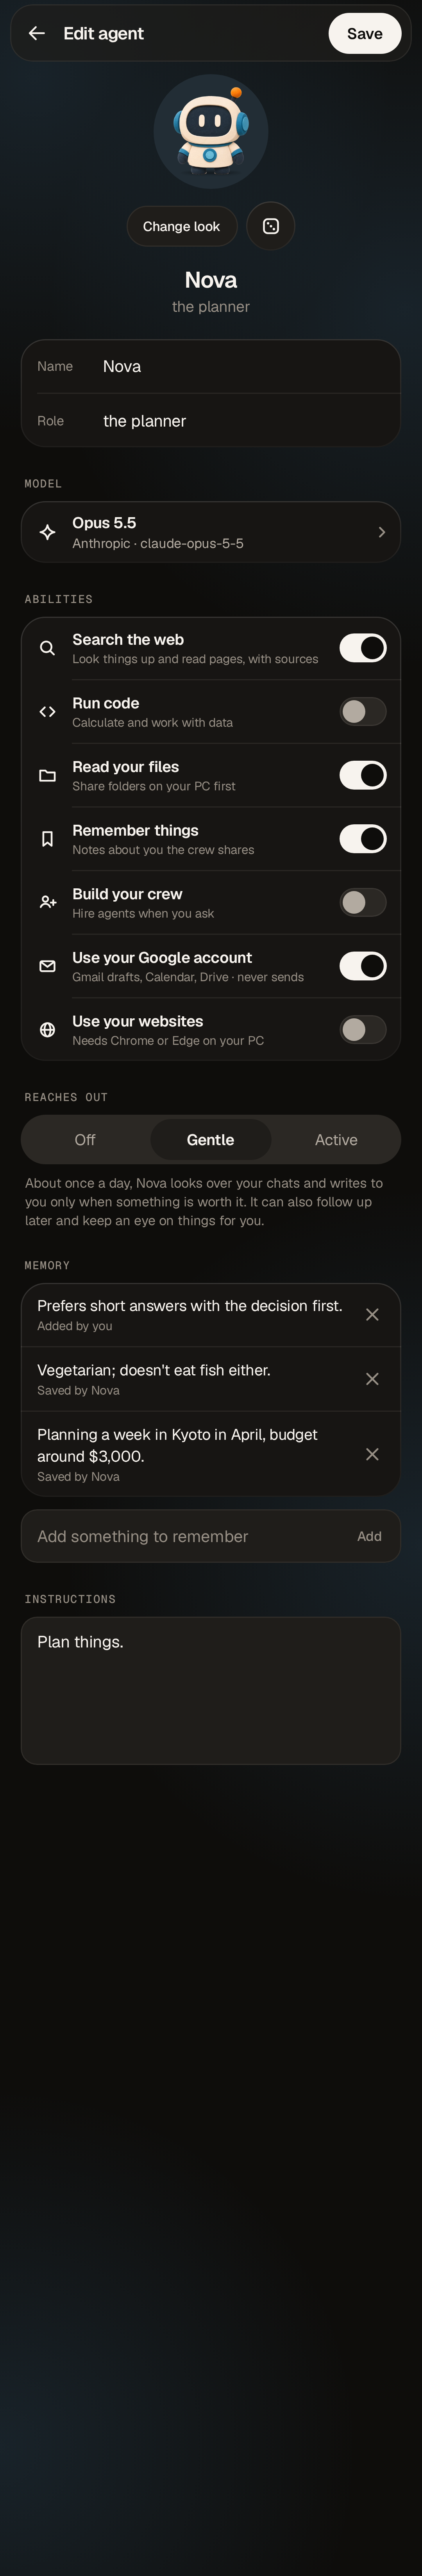 Edit agent
Save
Change look
Nova
the planner
Name Nova
Role the planner
MODEL
Opus 5.5
Anthropic · claude-opus-5-5
ABILITIES
Search the web
Look things up and read pages, with sources
Run code
Calculate and work with data
Read your files
Share folders on your PC first
Remember things
Notes about you the crew shares
Build your crew
Hire agents when you ask
Use your Google account
Gmail drafts, Calendar, Drive · never sends
Use your websites
Needs Chrome or Edge on your PC
REACHES OUT
Off Gentle Active
About once a day, Nova looks over your chats and writes to
you only when something is worth it. It can also follow up
later and keep an eye on things for you.
MEMORY
Prefers short answers with the decision first.
Added by you
Vegetarian; doesn't eat fish either.
Saved by Nova
Planning a week in Kyoto in April, budget
around $3,000.
Saved by Nova
Add something to remember Add
INSTRUCTIONS
Plan things.